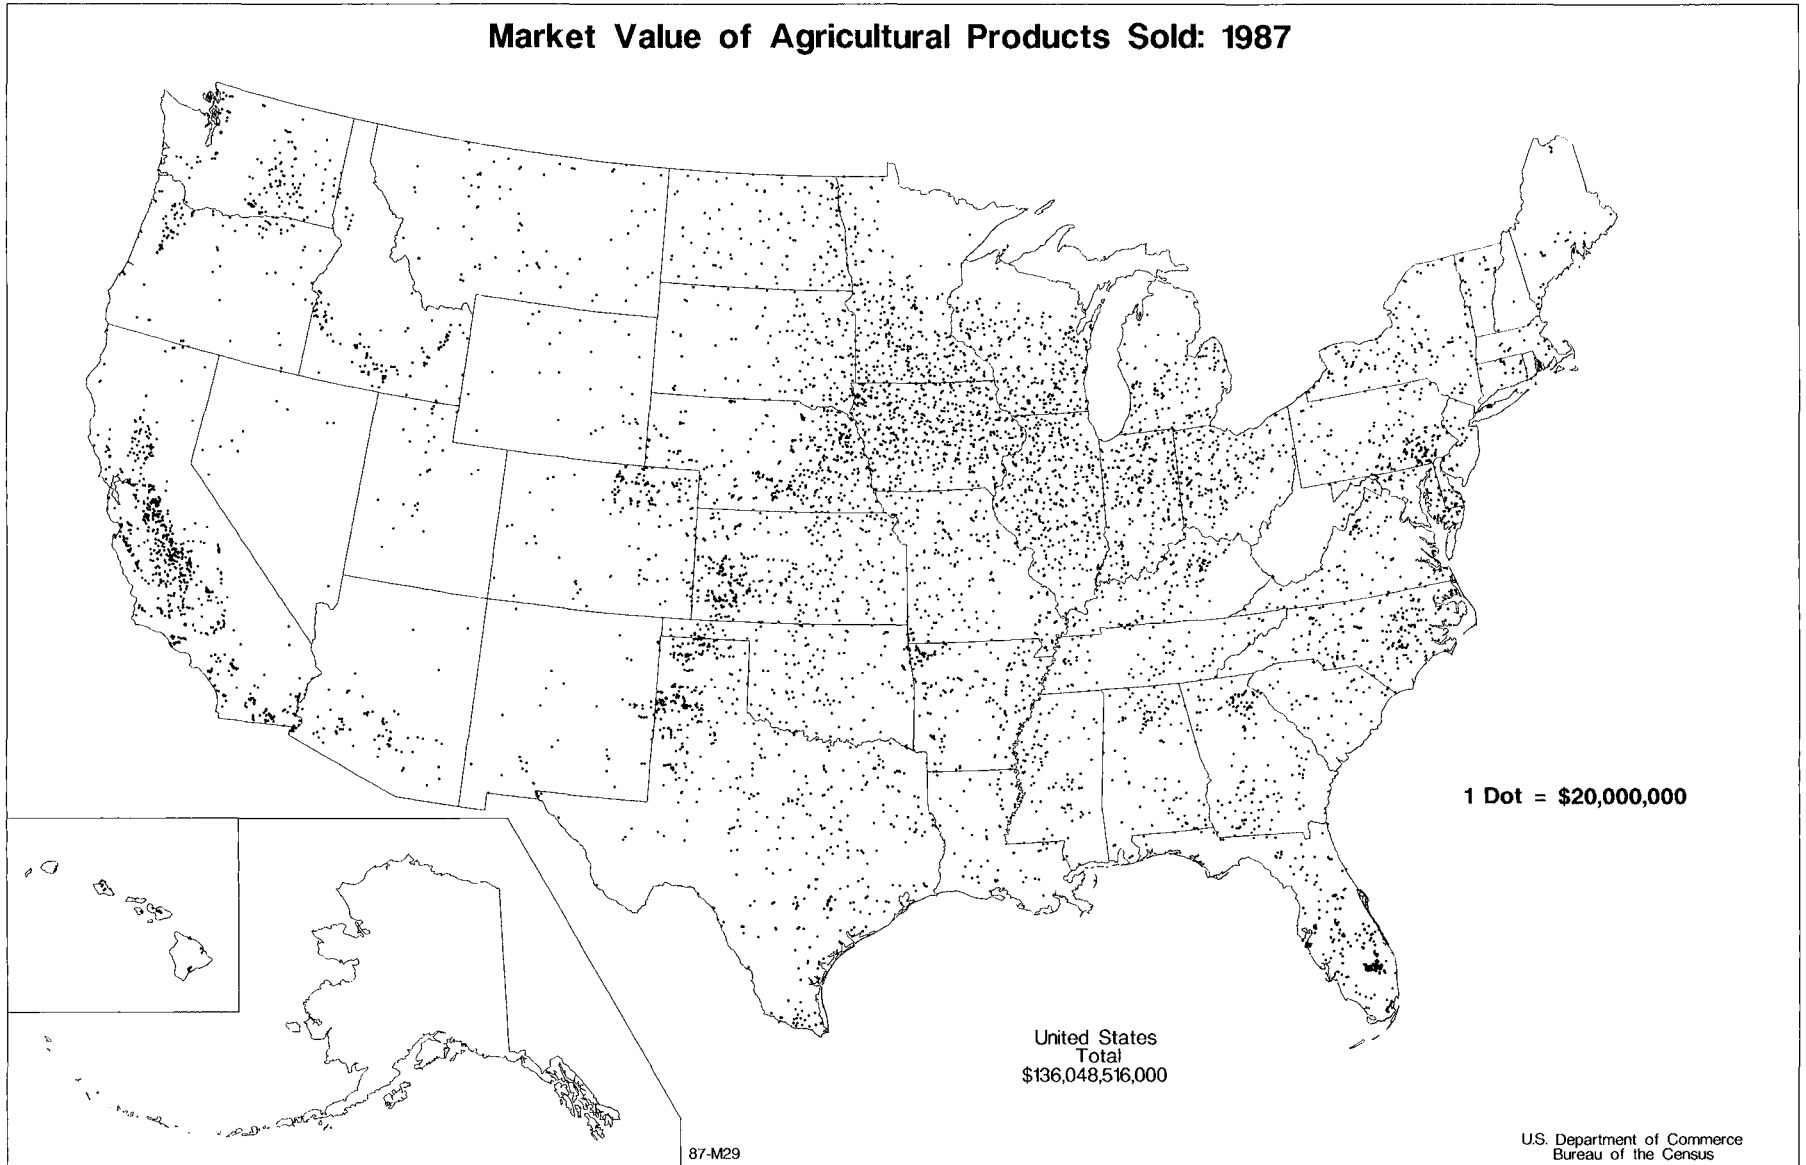 Market Value of Agricultural Products Sold: 1987
1 Dot = $20,000,000
United States
Total
$136,048,516,000
87-M29
U.S. Department of Commerce
Bureau of the Census